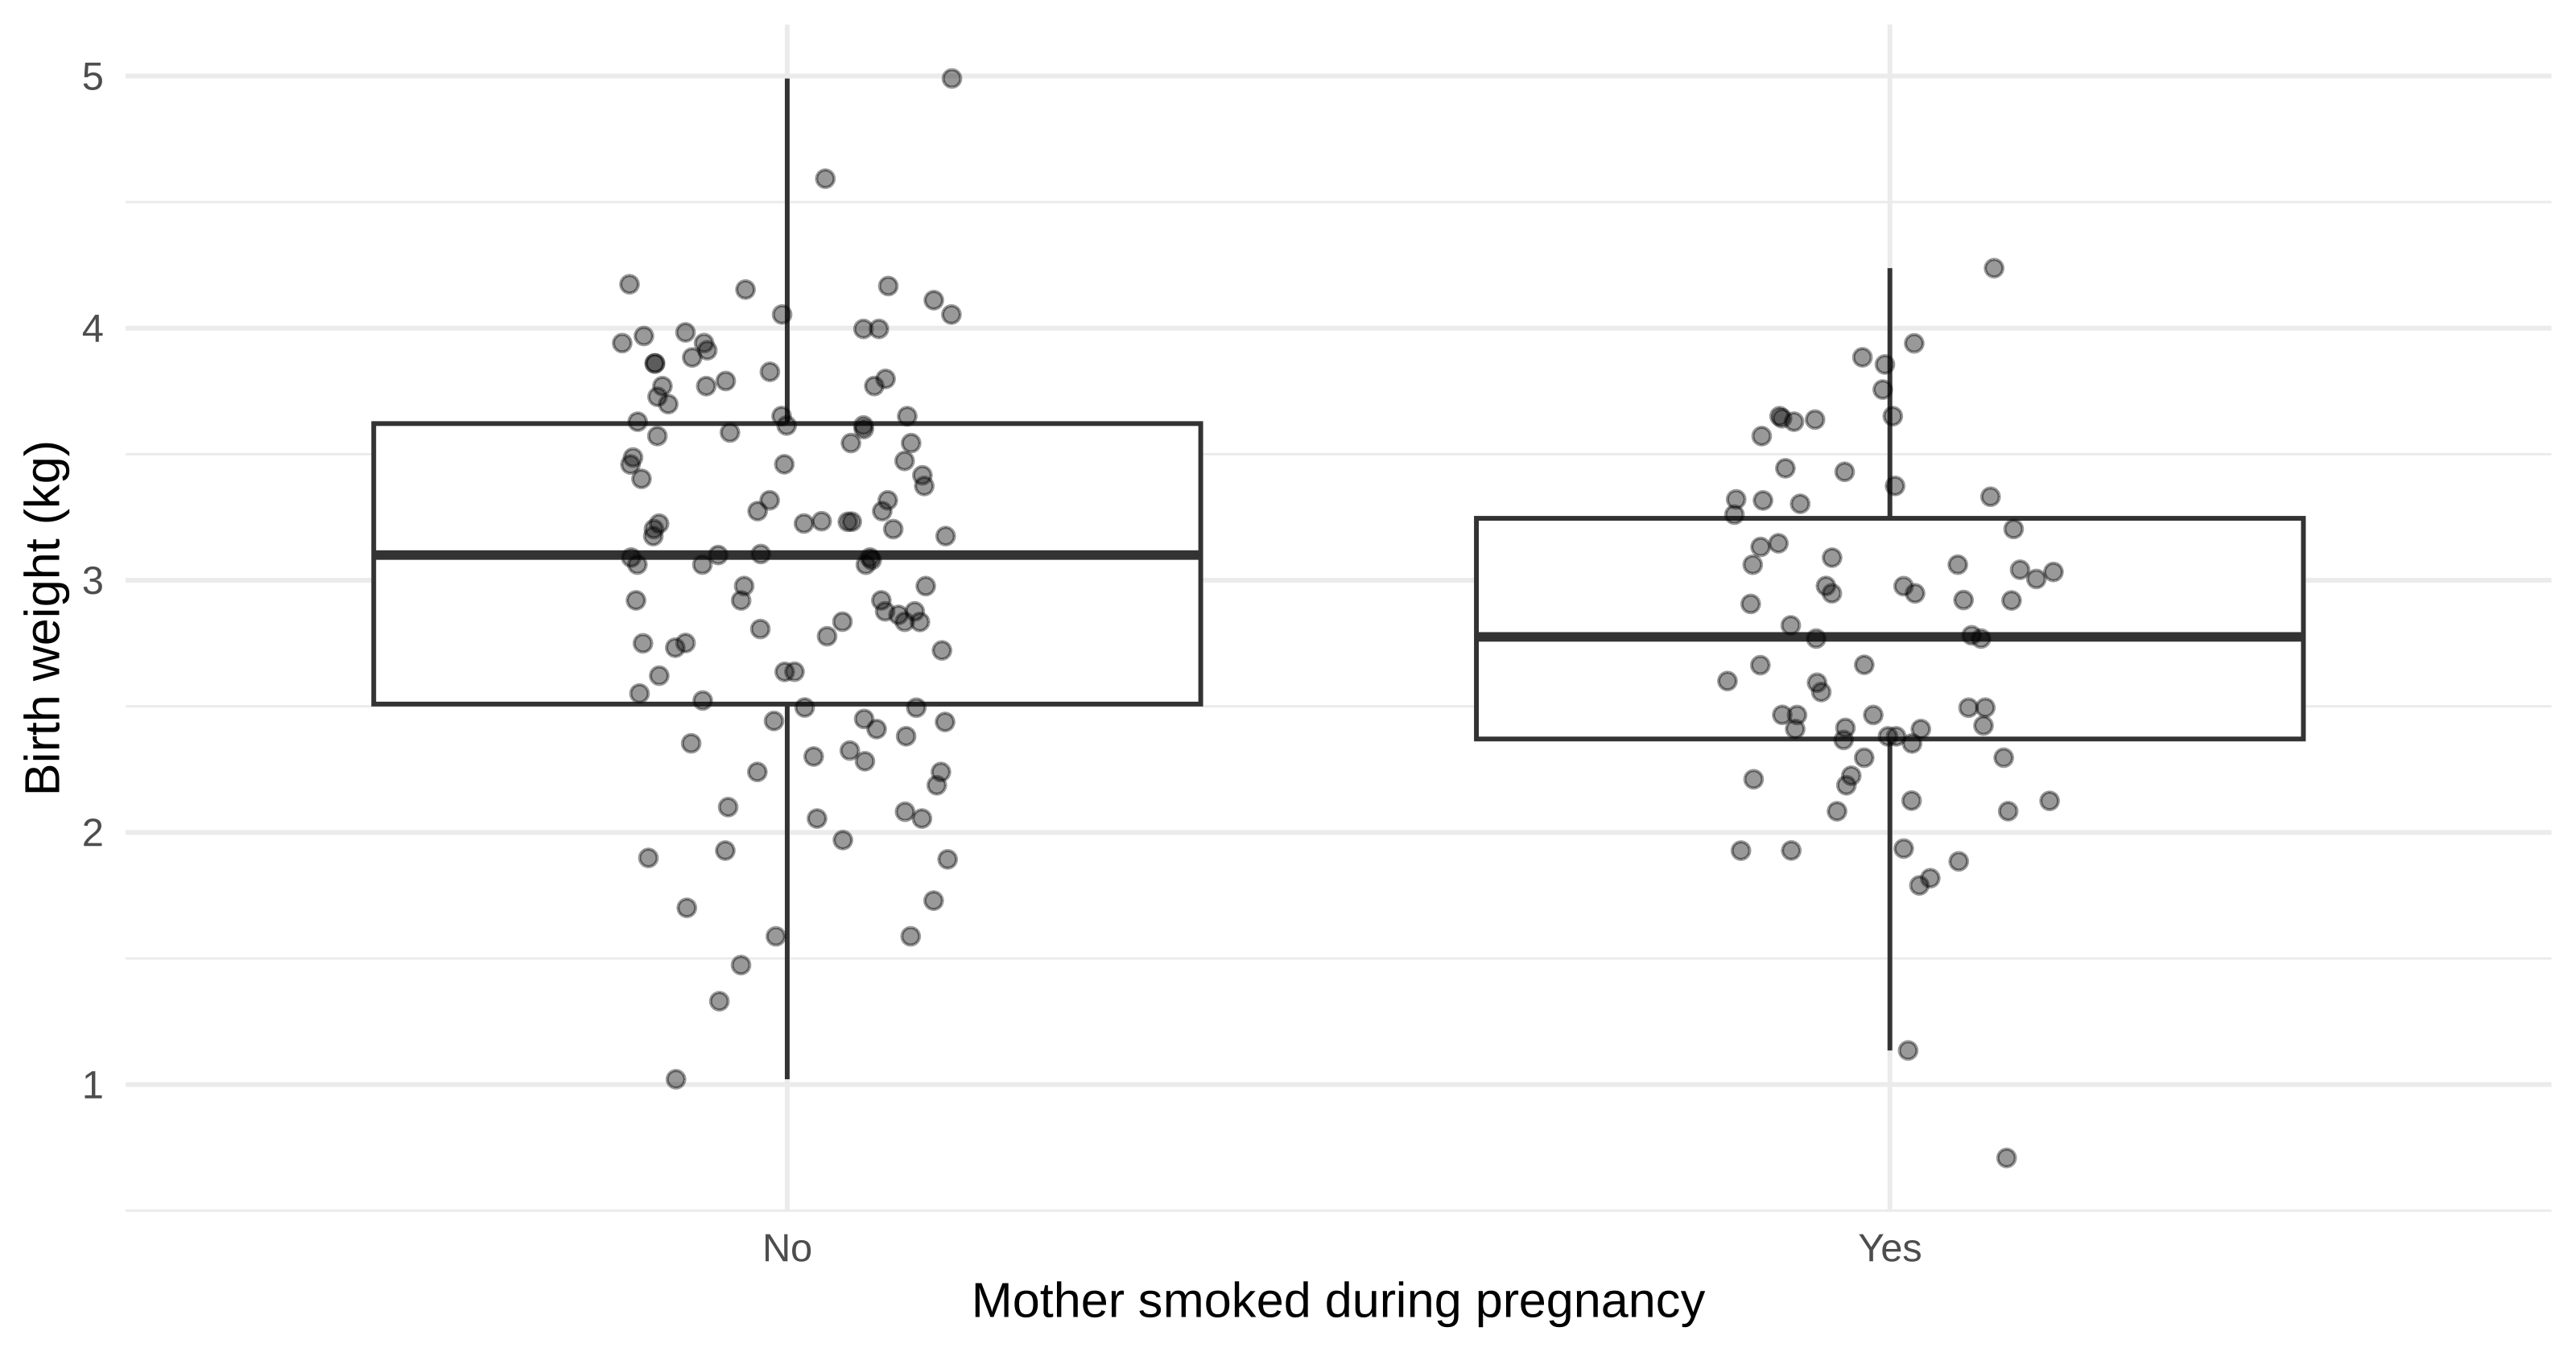 Birth weight (kg)
5
4
3
2
1
No
Yes
Mother smoked during pregnancy